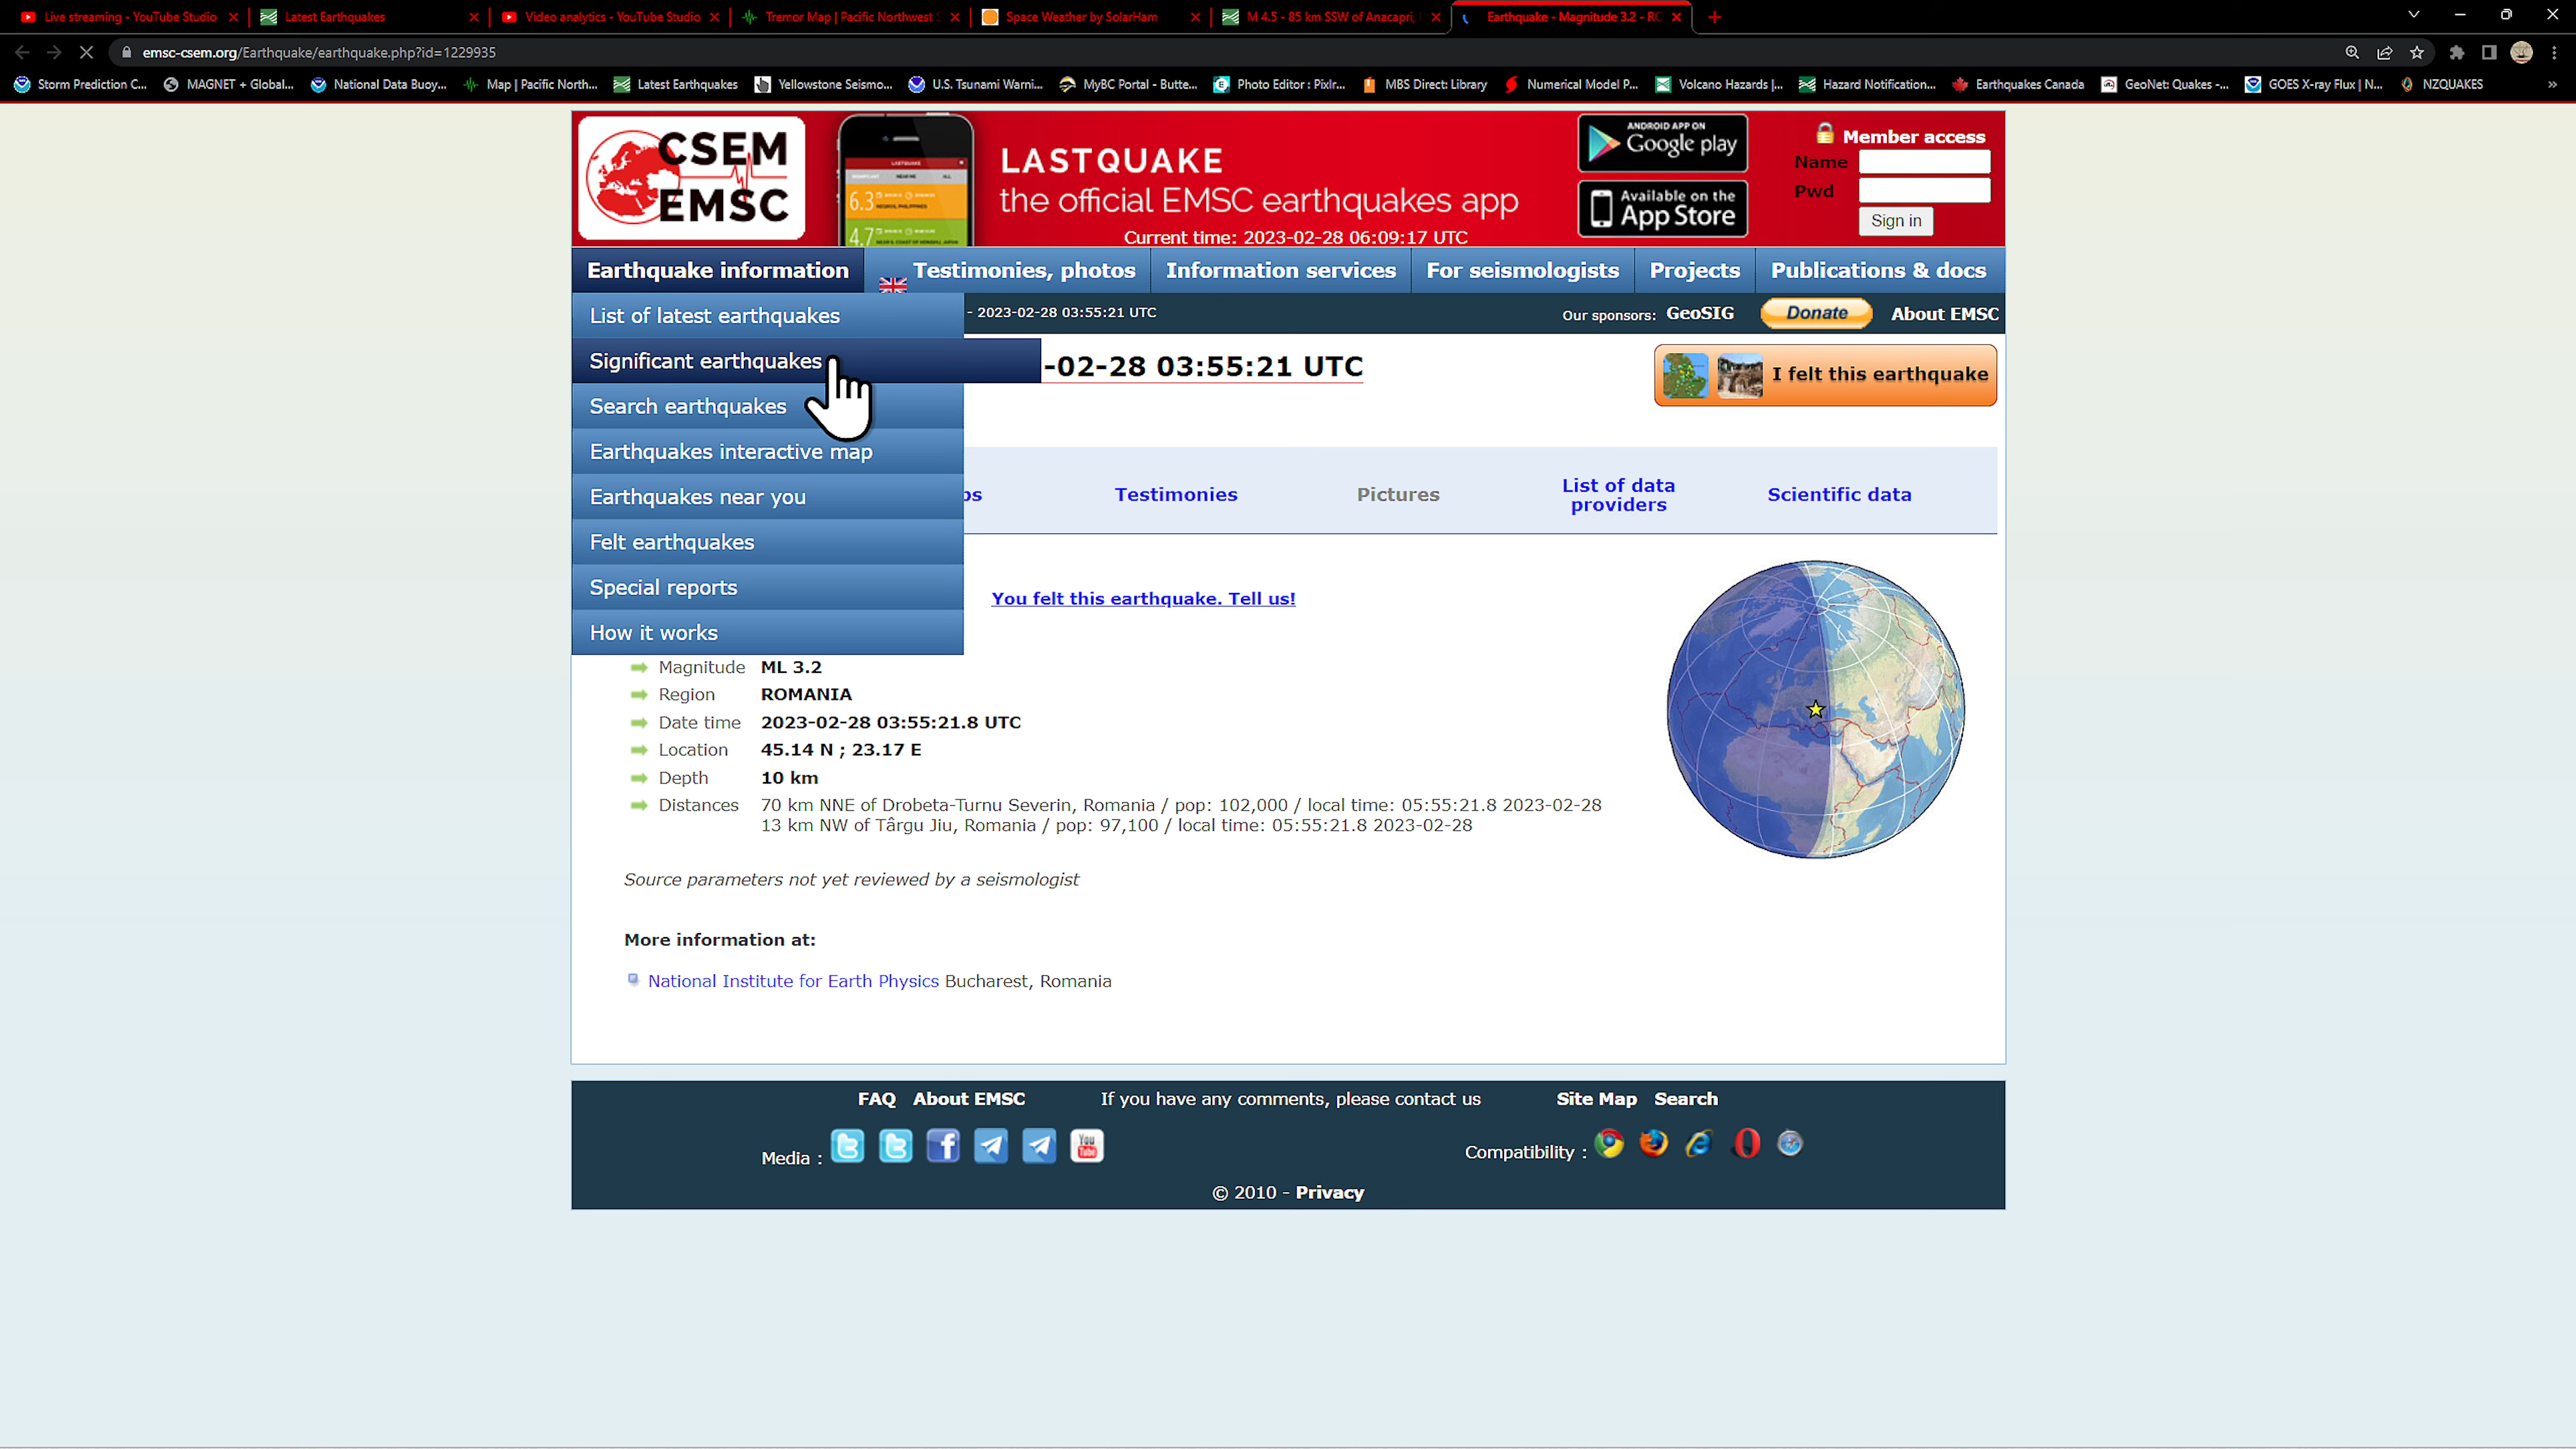 Live streaming - YouTube Studio
Latest Earthquakes
Video analytics - YouTube Studio
Tremor Map | Pacific Northwest S
Space Weather by SolarHam
M 4.5 - 85 km SSW of Anacapri, I
Earthquake - Magnitude 3.2 - RO
emsc-csem.org/Earthquake/earthquake.php?id=1229935
Storm Prediction C...
MAGNET + Global...
National Data Buoy...
Map | Pacific North...
Latest Earthquakes
Yellowstone Seismo...
U.S. Tsunami Warni...
MyBC Portal - Butte...
Photo Editor : Pixlr...
MBS Direct: Library
Numerical Model P...
Volcano Hazards |...
Hazard Notification...
Earthquakes Canada
GeoNet: Quakes -...
GOES X-ray Flux | N...
NZQUAKES
CSEM
EMSC
LASTQUAKE
6.3
4.7
LASTQUAKE
the official EMSC earthquakes app
Current time: 2023-02-28 06:09:17 UTC
ANDROID APP ON
Google play
Available on the
App Store
Member access
Name
Pwd
Sign in
Earthquake information
Testimonies, photos
Information services
For seismologists
Projects
Publications & docs
List of latest earthquakes
- 2023-02-28 03:55:21 UTC
Our sponsors: GeoSIG
Donate
About EMSC
Significant earthquakes
-02-28 03:55:21 UTC
I felt this earthquake
Search earthquakes
Earthquakes interactive map
Earthquakes near you
ps
Testimonies
Pictures
List of data
providers
Scientific data
Felt earthquakes
Special reports
You felt this earthquake. Tell us!
How it works
Magnitude ML 3.2
Region ROMANIA
Date time 2023-02-28 03:55:21.8 UTC
Location 45.14 N ; 23.17 E
Depth 10 km
Distances 70 km NNE of Drobeta-Turnu Severin, Romania / pop: 102,000 / local time: 05:55:21.8 2023-02-28
13 km NW of Târgu Jiu, Romania / pop: 97,100 / local time: 05:55:21.8 2023-02-28
Source parameters not yet reviewed by a seismologist
More information at:
National Institute for Earth Physics Bucharest, Romania
FAQ About EMSC If you have any comments, please contact us Site Map Search
Media :
You
Tube
Compatibility :
© 2010 - Privacy